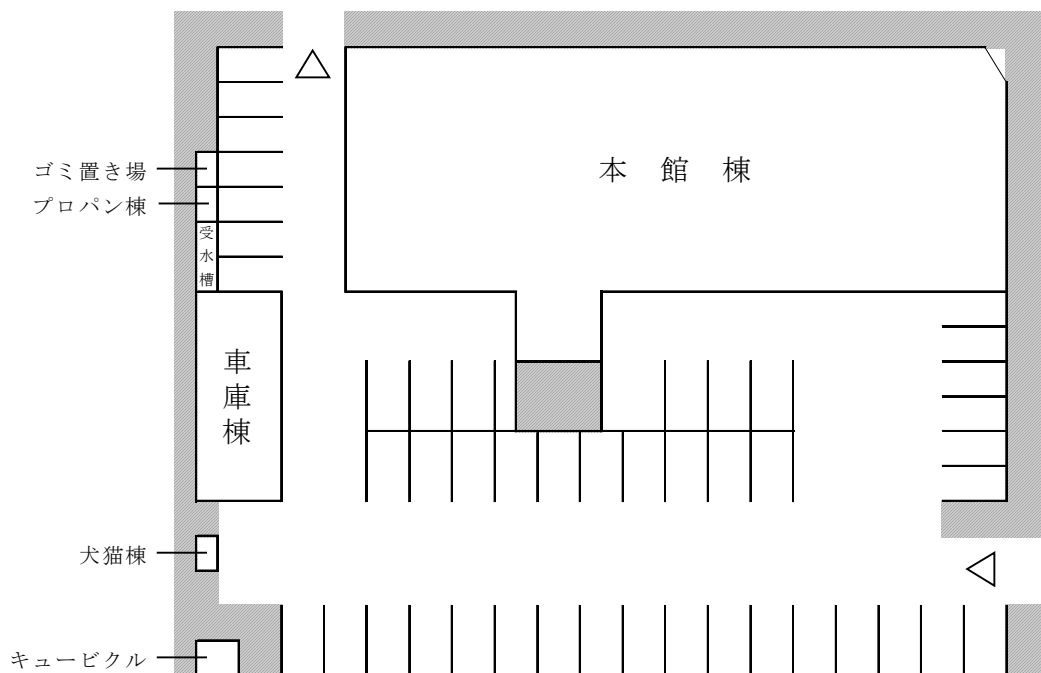 本館棟
ゴミ置き場
プロパン棟
受水槽
車庫棟
犬猫棟
キュービクル